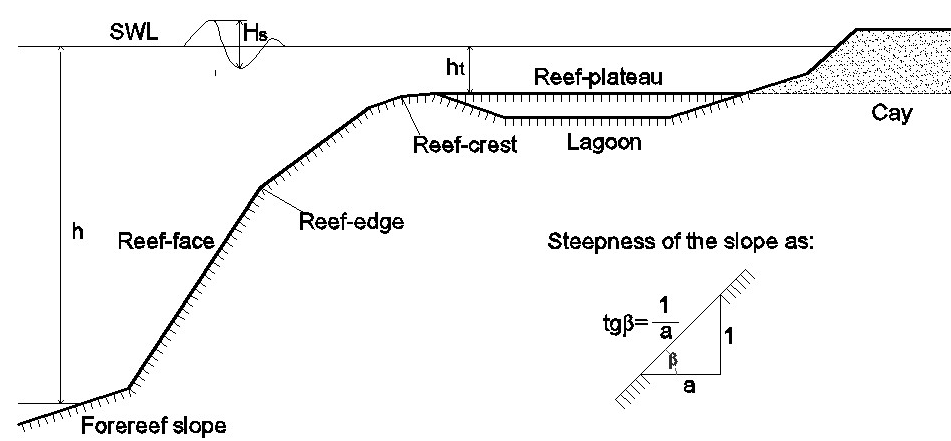 SWL
Hs
ht
Reef-plateau
Cay
Reef-crest
Lagoon
Reef-edge
h
Reef-face
Steepness of the slope as:
tgβ=1/a
1
β
a
Forereef slope